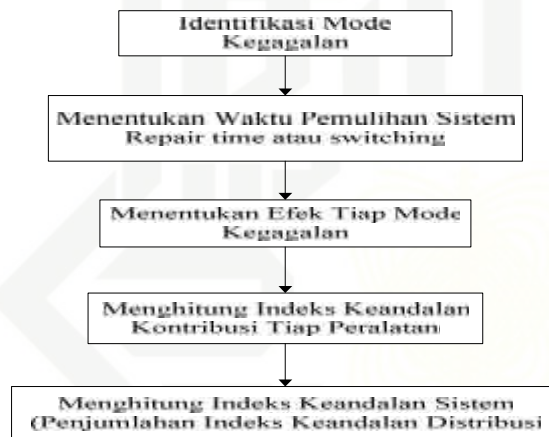 Identifikasi Mode
Kegagalan
Menentukan Waktu Pemulihan Sistem
Repair time atau switching
Menentukan Efek Tiap Mode
Kegagalan
Menghitung Indeks Keandalan
Kontribusi Tiap Peralatan
Menghitung Indeks Keandalan Sistem
(Penjumlahan Indeks Keandalan Distribusi